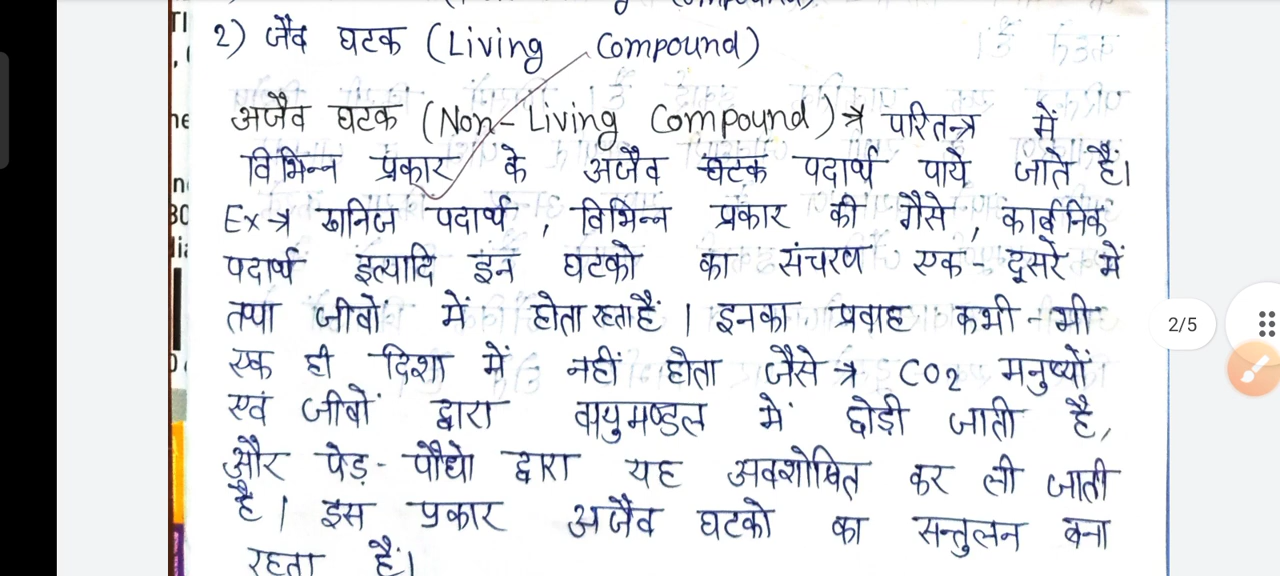 2) जैव घटक (Living Compound)
अजैव घटक (Non-Living Compound) → परितन्त्र में
विभिन्न प्रकार के अजैव घटक पदार्थ पाये जाते हैं।
Ex → खनिज पदार्थ, विभिन्न प्रकार की गैसे, कार्बनिक
पदार्थ इत्यादि इन घटको का संचरण एक-दूसरे में
तथा जीवों में होता रहता हैं। इनका प्रवाह कभी-भी
एक ही दिशा में नहीं होता जैसे → CO2 मनुष्यों
एवं जीवों द्वारा वायुमण्डल में छोड़ी जाती है,
और पेड़-पौधो द्वारा यह अवशोषित कर ली जाती
है। इस प्रकार अजैव घटको का सन्तुलन बना
रहता हैं।
2/5